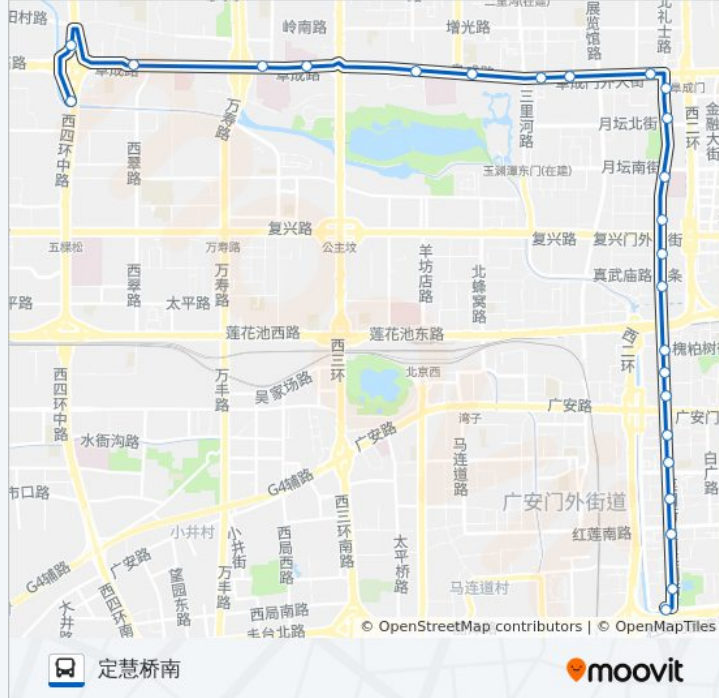 田村路
岭南路
增光路
展览馆路
北礼士路
阜成路
阜成路
阜成门外大街
阜成门
万寿路
三里河路
月坛北街
西二环
金融大街
西四环中路
西翠路
月坛南街
玉渊潭东门(在建)
复兴路
复兴路
复兴门外
街
五棵松
万寿路
公主坟
羊坊店路
北蜂窝路
真武庙路
条
西翠路
万寿路
太平路
平路
莲花池西路
莲花池东路
西三环
西二环
槐柏树街
西四环中路
万丰路
吴家场路
北京西
广安路
湾子
广安门
水衙沟路
广安路
马连道路
白广路
市口路
G4辅路
广安门外街道
小井村
小井街
西局西路
西三环南路
太平桥路
红莲南路
G4辅路
广安路
望园东路
万丰路
马连道村
大井路
西四环南
西局南路
丰台北路
© OpenStreetMap contributors | © OpenMapTiles
定慧桥南
moovit